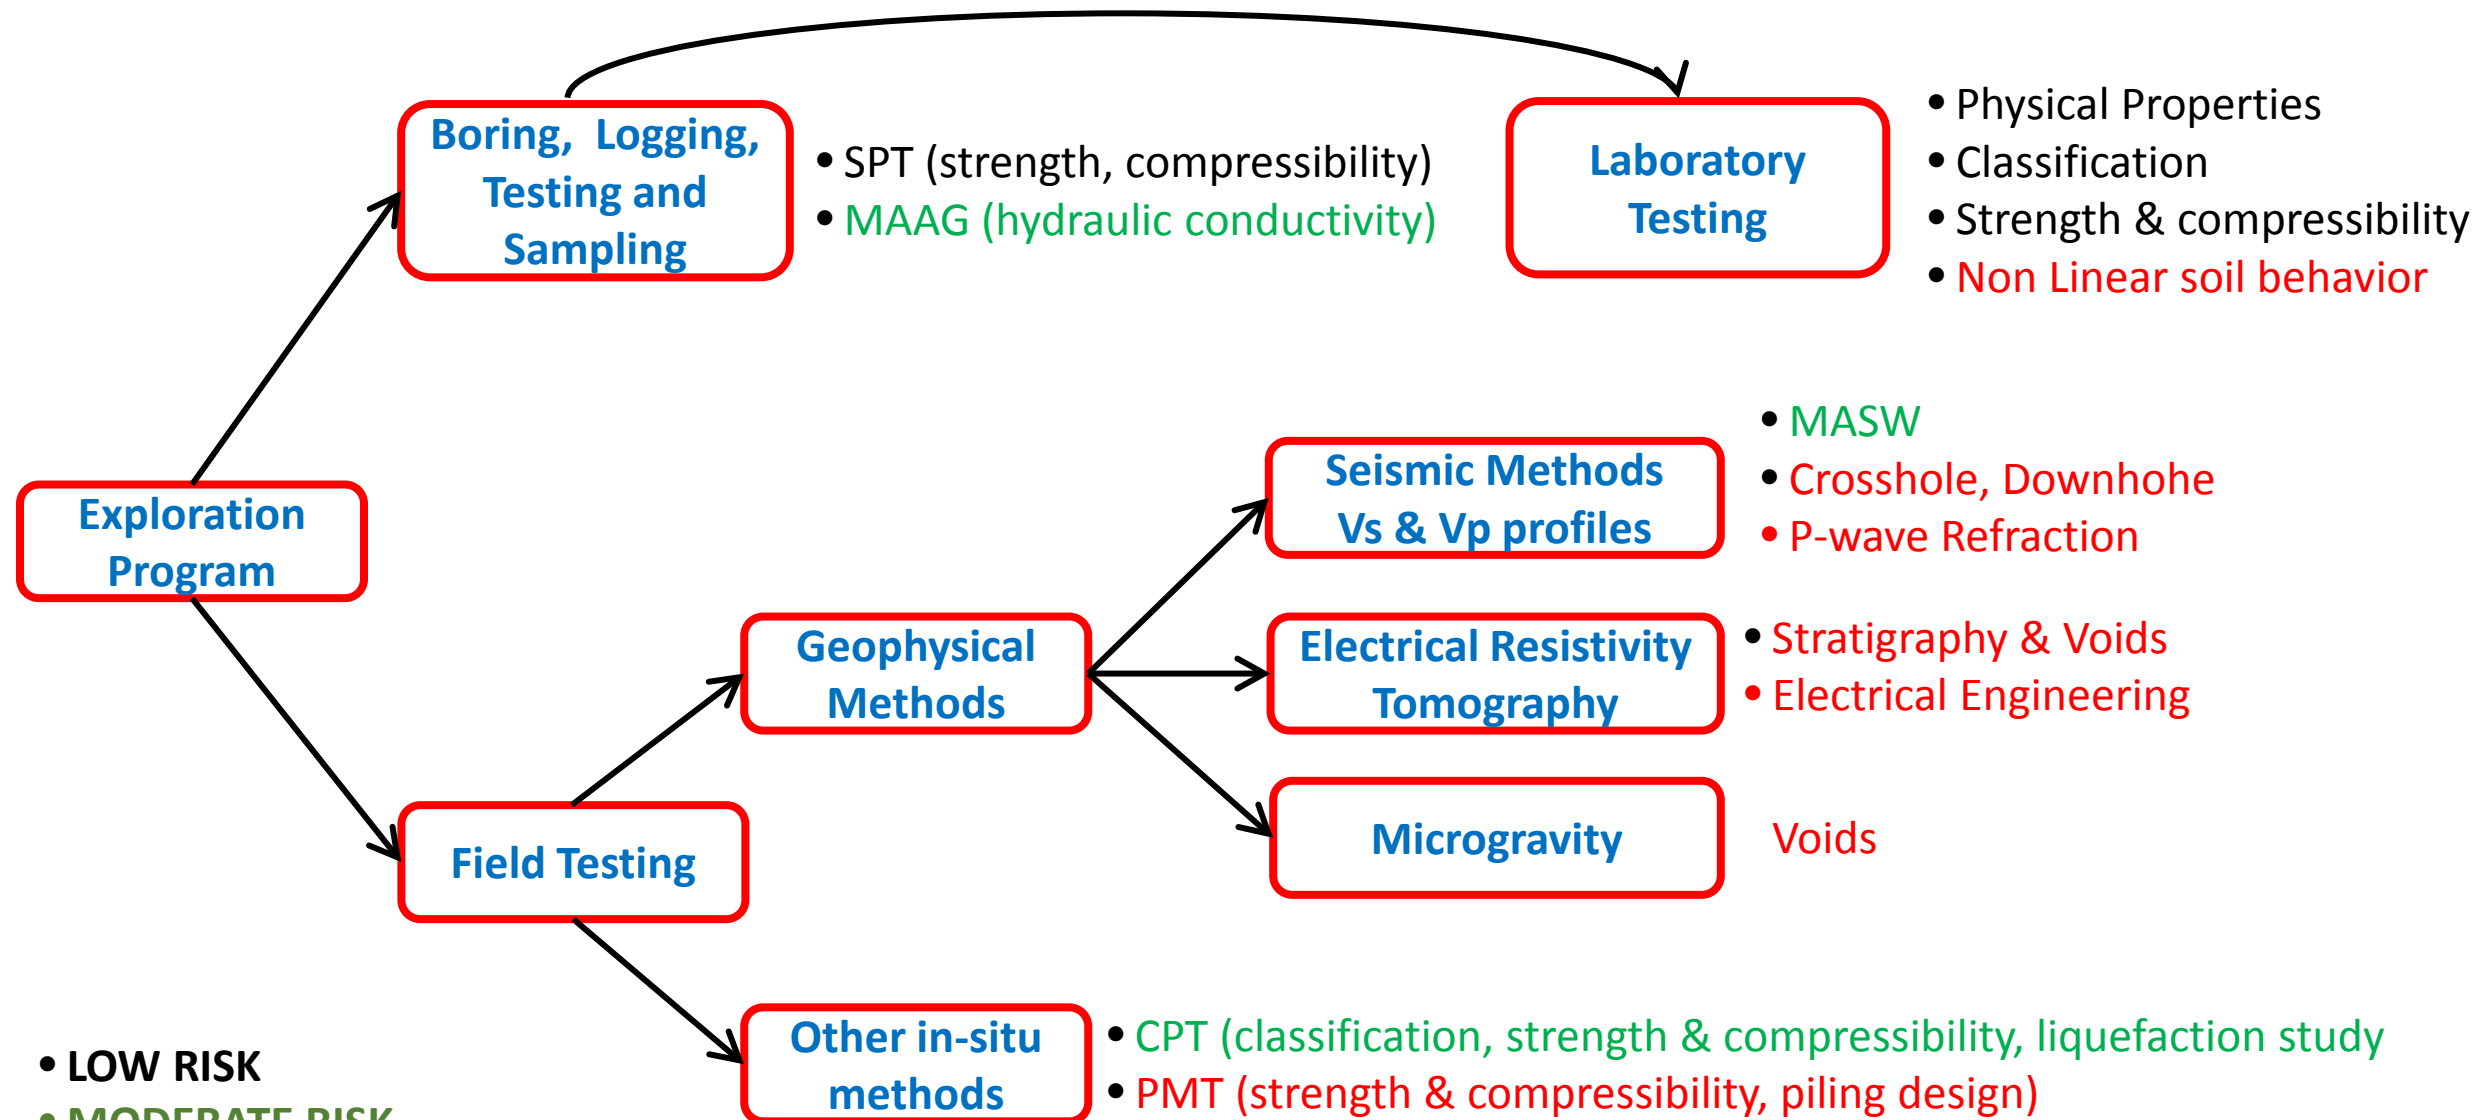 Boring, Logging,
Testing and
Sampling
• SPT (strength, compressibility)
• MAAG (hydraulic conductivity)
Laboratory
Testing
• Physical Properties
• Classification
• Strength & compressibility
• Non Linear soil behavior
Exploration
Program
Seismic Methods
Vs & Vp profiles
• MASW
• Crosshole, Downhohe
• P-wave Refraction
Geophysical
Methods
Electrical Resistivity
Tomography
• Stratigraphy & Voids
• Electrical Engineering
Microgravity
Voids
Field Testing
Other in-situ
methods
• CPT (classification, strength & compressibility, liquefaction study
• PMT (strength & compressibility, piling design)
• LOW RISK
• MODERATE RISK